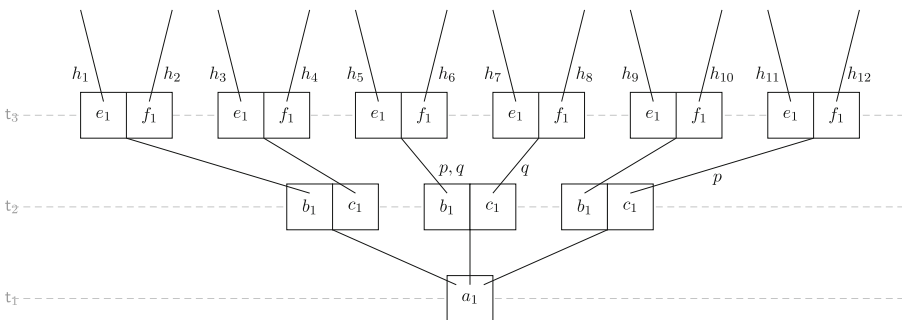 h₁ h₂ h₃ h₄ h₅ h₆ h₇ h₈ h₉ h₁₀ h₁₁ h₁₂
t₃ e₁ f₁ e₁ f₁ e₁ f₁ e₁ f₁ e₁ f₁ e₁ f₁
p, q q p
t₂ b₁ c₁ b₁ c₁ b₁ c₁
t₁ a₁